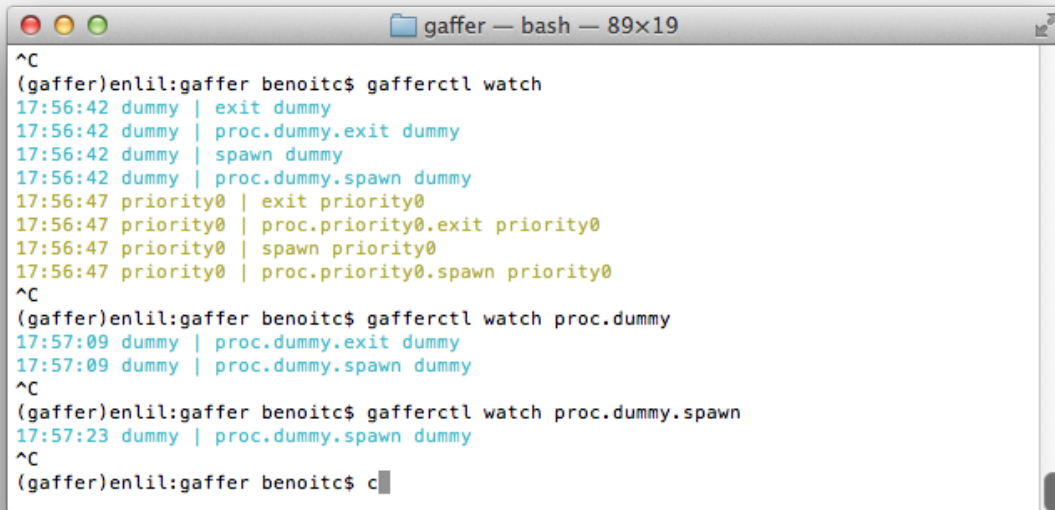 gaffer — bash — 89×19
^C
(gaffer)enlil:gaffer benoitc$ gafferctl watch
17:56:42 dummy | exit dummy
17:56:42 dummy | proc.dummy.exit dummy
17:56:42 dummy | spawn dummy
17:56:42 dummy | proc.dummy.spawn dummy
17:56:47 priority0 | exit priority0
17:56:47 priority0 | proc.priority0.exit priority0
17:56:47 priority0 | spawn priority0
17:56:47 priority0 | proc.priority0.spawn priority0
^C
(gaffer)enlil:gaffer benoitc$ gafferctl watch proc.dummy
17:57:09 dummy | proc.dummy.exit dummy
17:57:09 dummy | proc.dummy.spawn dummy
^C
(gaffer)enlil:gaffer benoitc$ gafferctl watch proc.dummy.spawn
17:57:23 dummy | proc.dummy.spawn dummy
^C
(gaffer)enlil:gaffer benoitc$ c